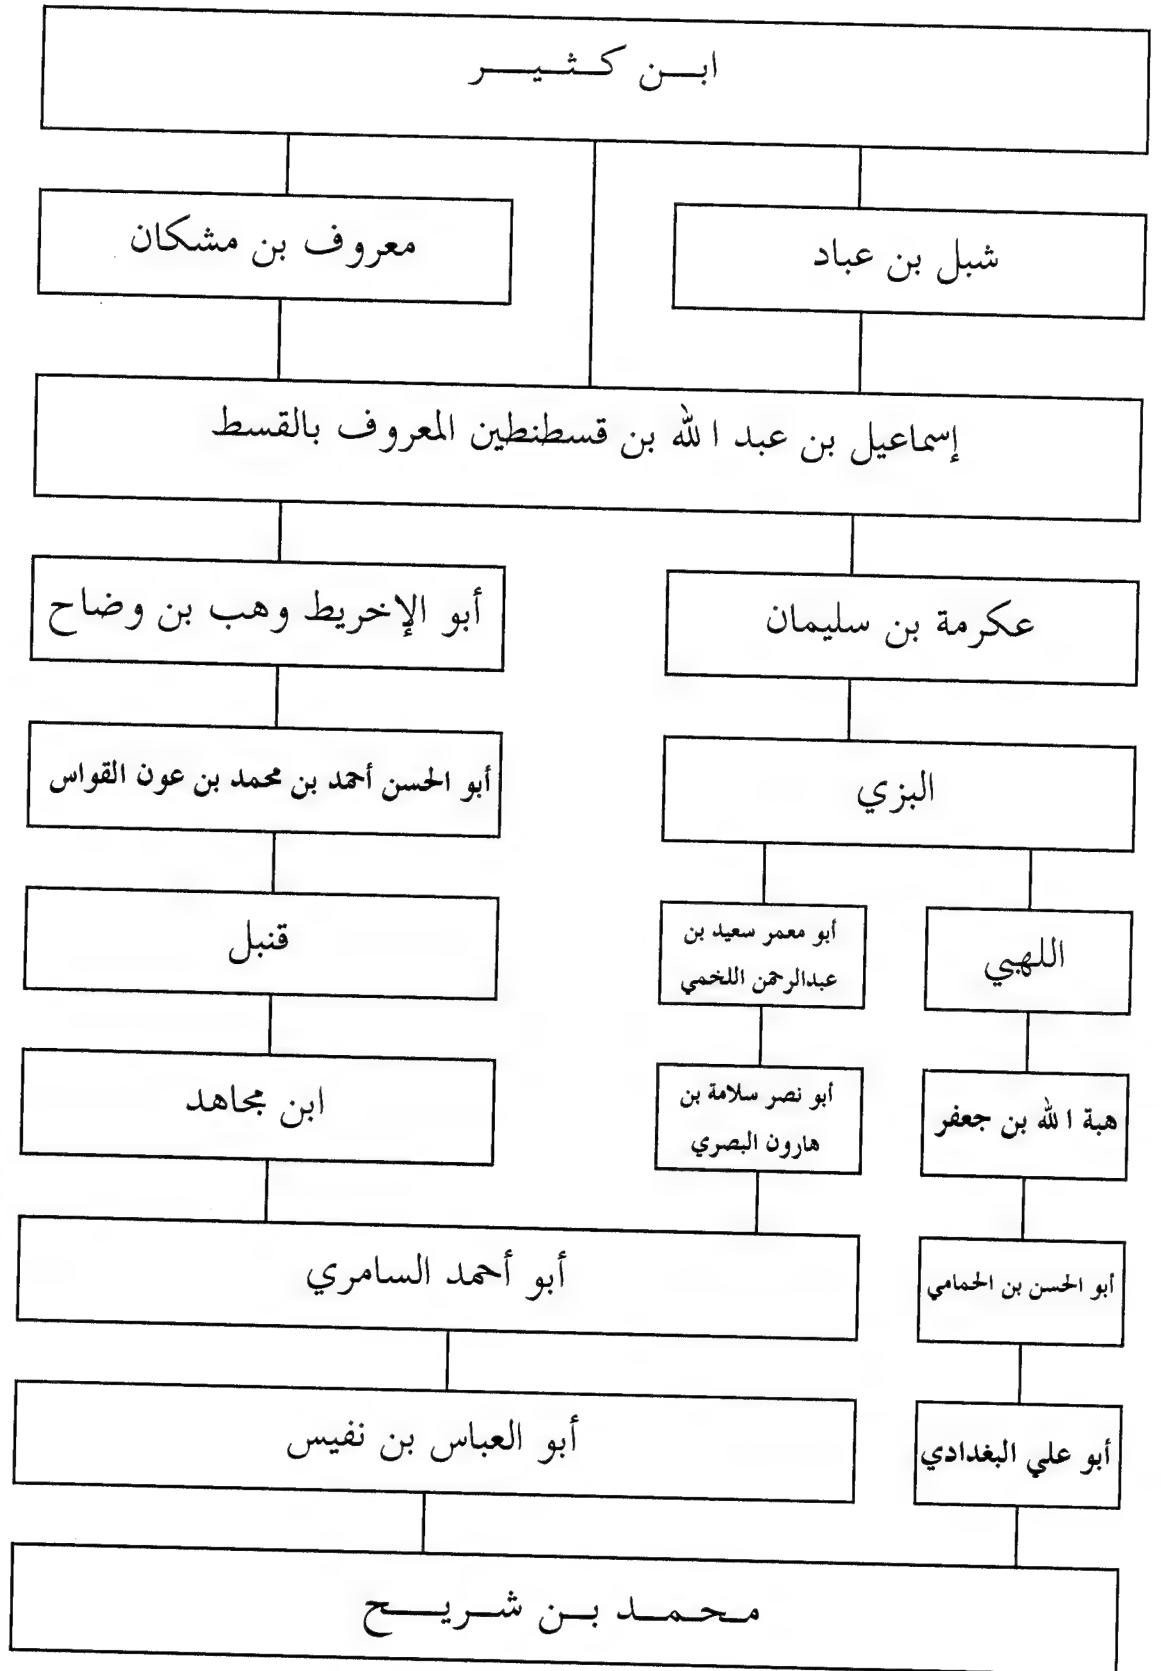 ابن كثير
شبل بن عباد
معروف بن مشكان
إسماعيل بن عبد الله بن قسطنطين المعروف بالقسط
عكرمة بن سليمان
أبو الإخريط وهب بن وضاح
البزي
أبو الحسن أحمد بن محمد بن عون القواس
اللهبي
أبو معمر سعيد بن
عبدالرحمن اللخمي
قنبل
هبة الله بن جعفر
أبو نصر سلامة بن
هارون البصري
ابن مجاهد
أبو الحسن بن الحمامي
أبو أحمد السامري
أبو علي البغدادي
أبو العباس بن نفيس
محمد بن شريح